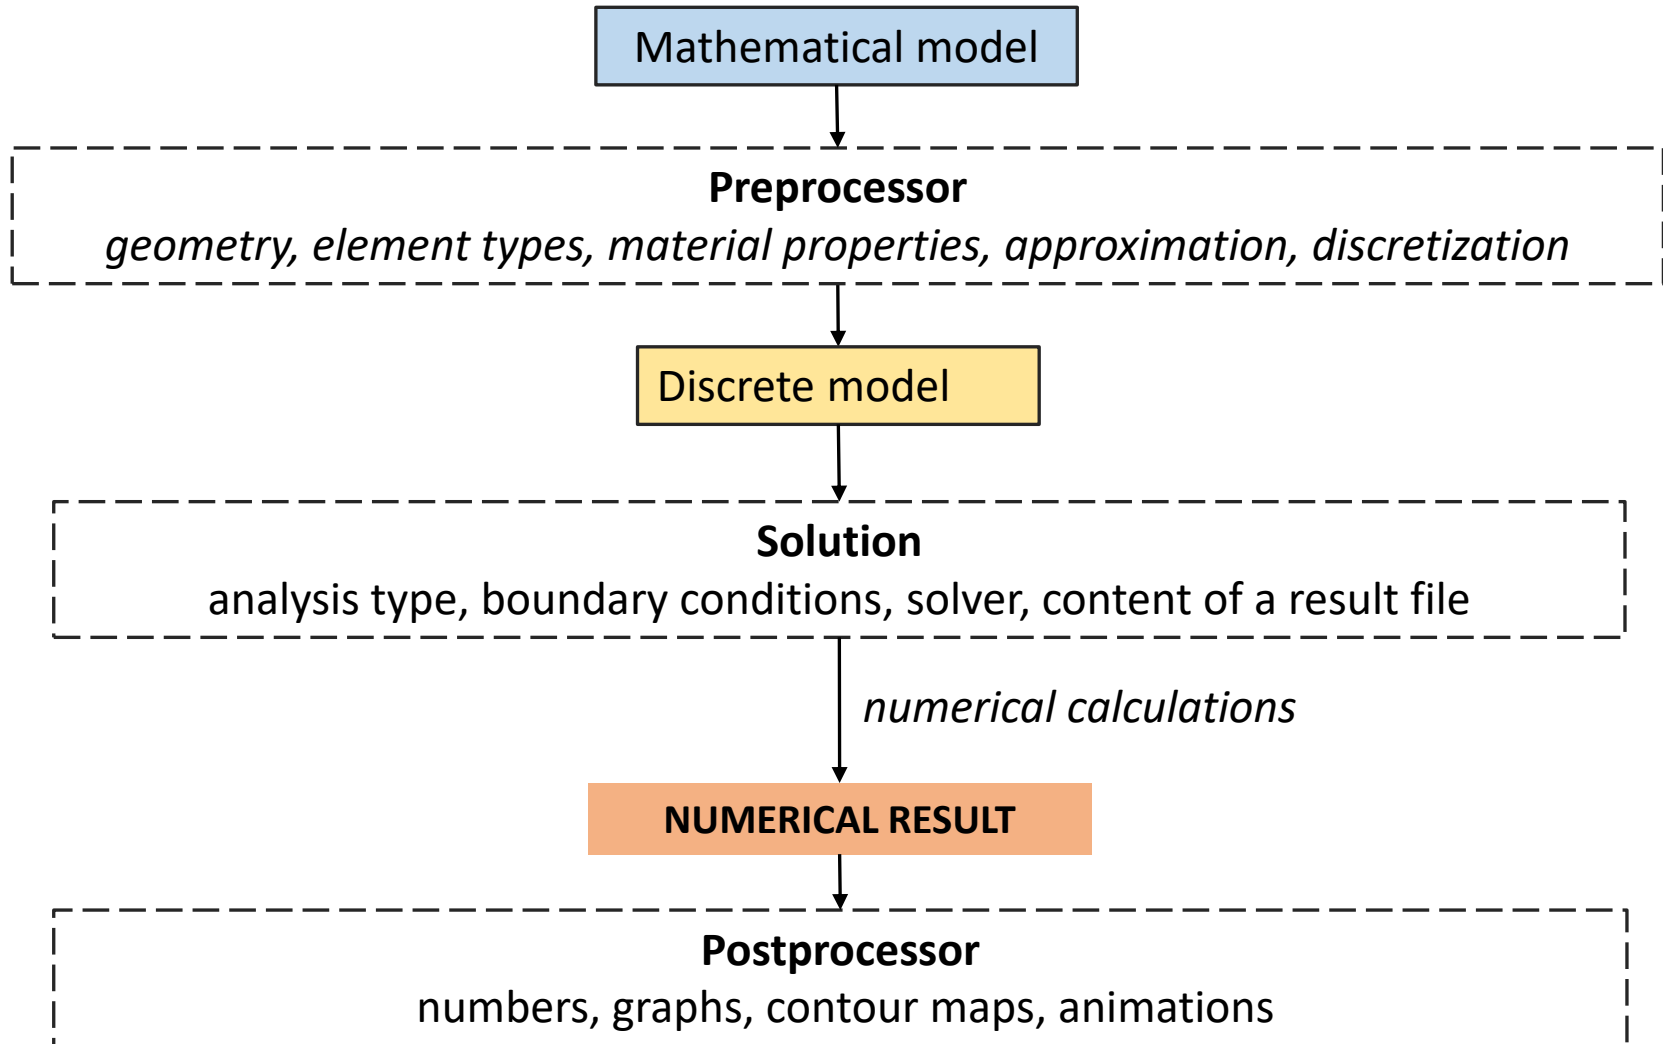 Mathematical model
Preprocessor
geometry, element types, material properties, approximation, discretization
Discrete model
Solution
analysis type, boundary conditions, solver, content of a result file
numerical calculations
NUMERICAL RESULT
Postprocessor
numbers, graphs, contour maps, animations